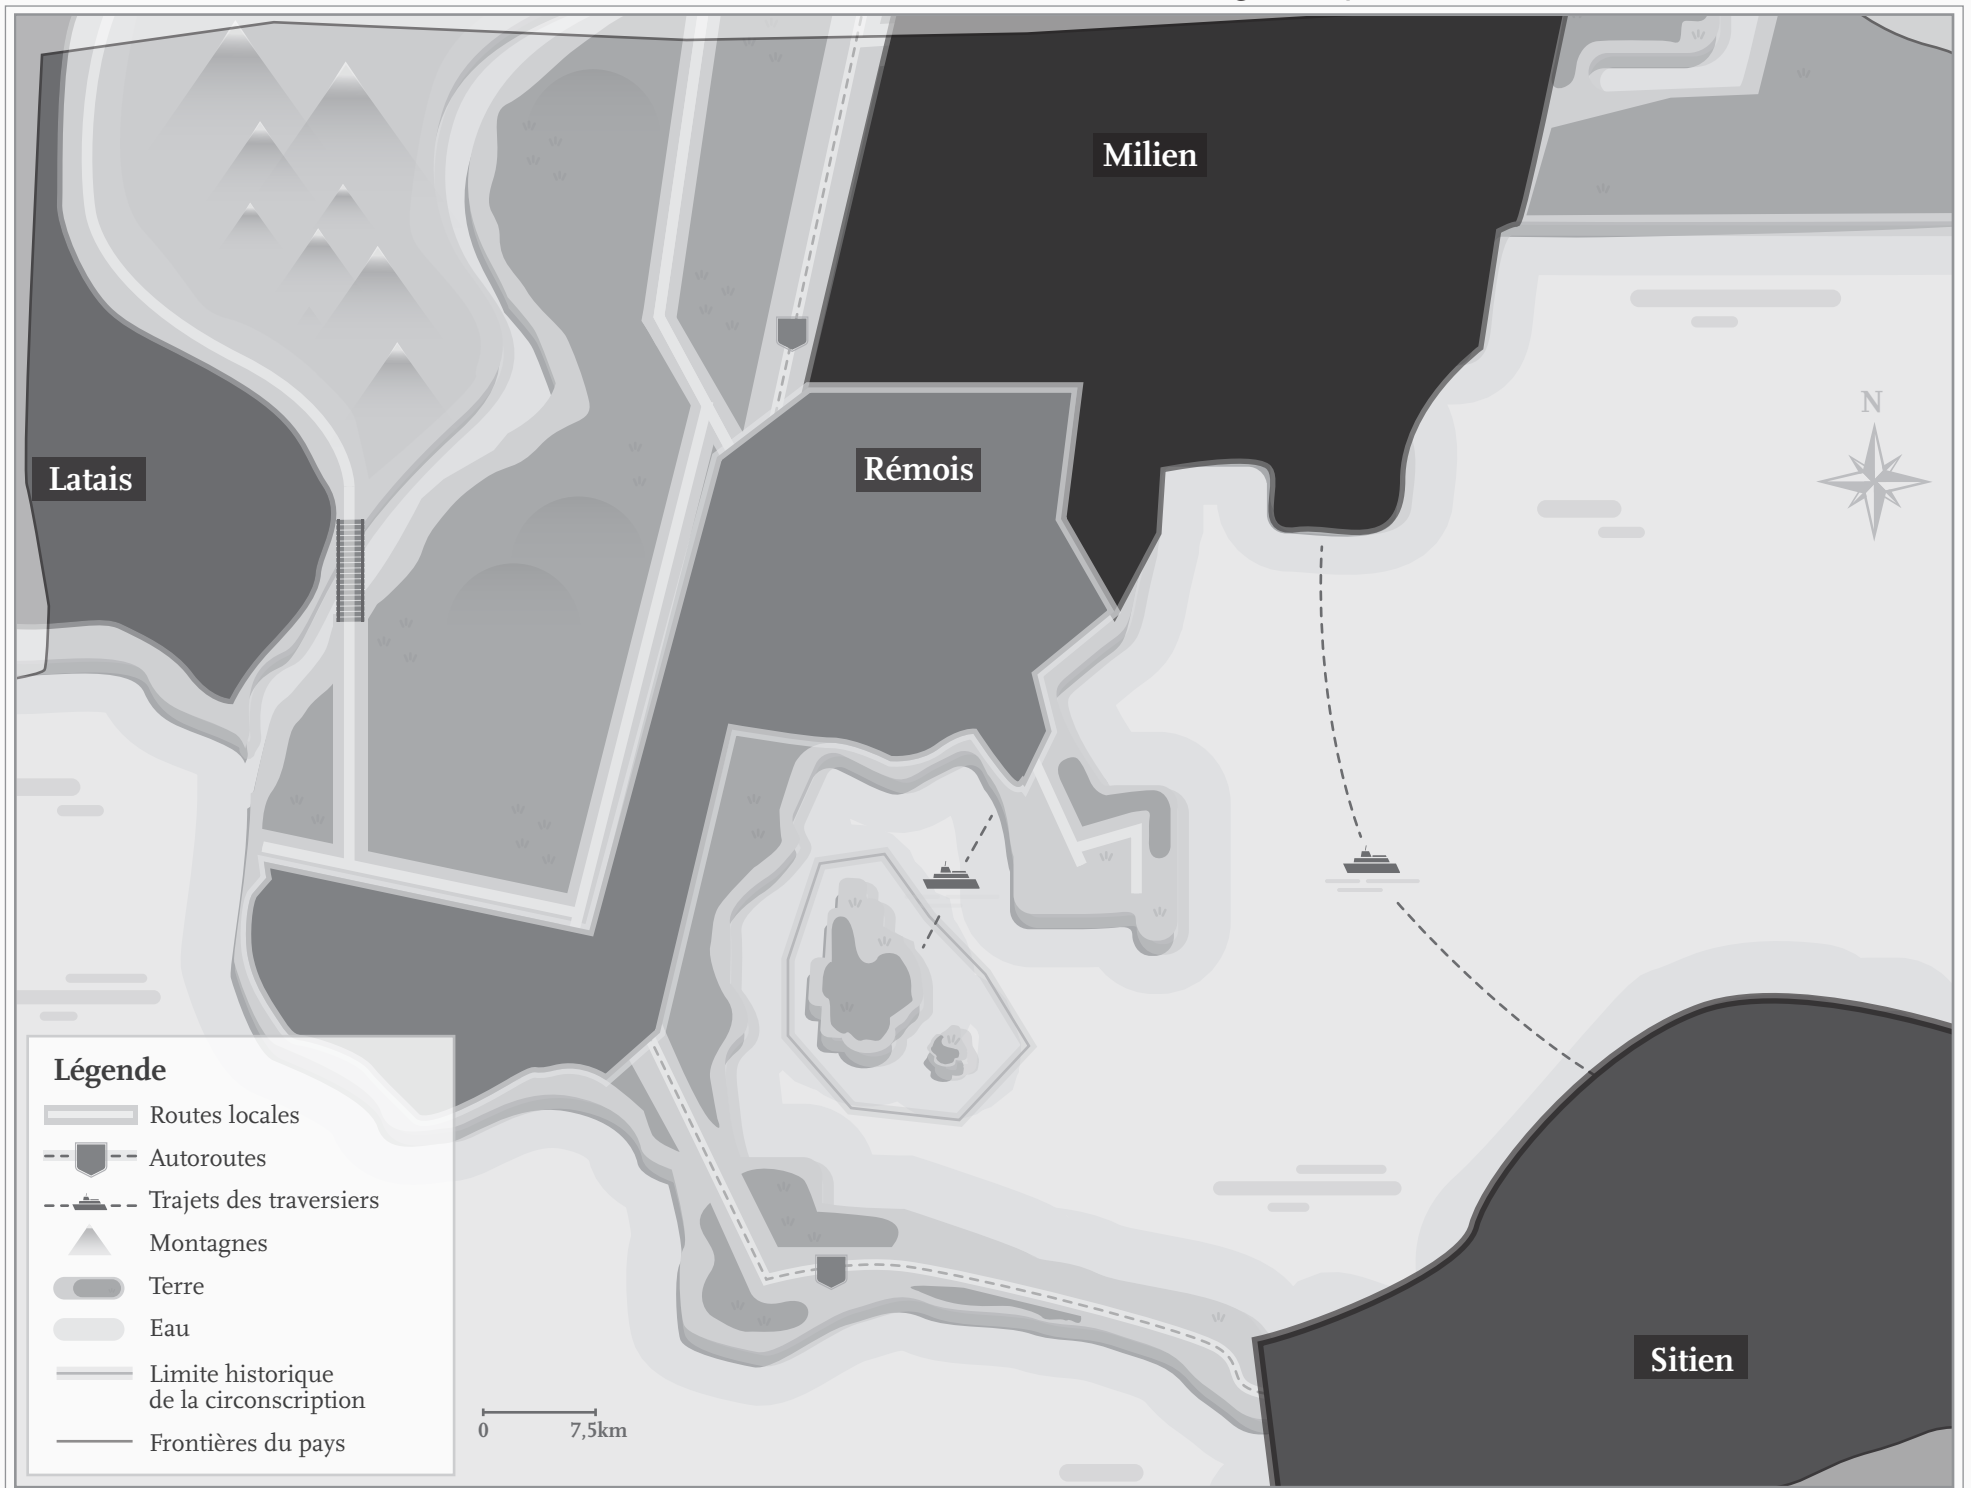 Milien
N
Rémois
Latais
Légende
Routes locales
Autoroutes
Trajets des traversiers
Montagnes
Terre
Eau
Limite historique
de la circonscription
Frontières du pays
0 7,5km
Sitien